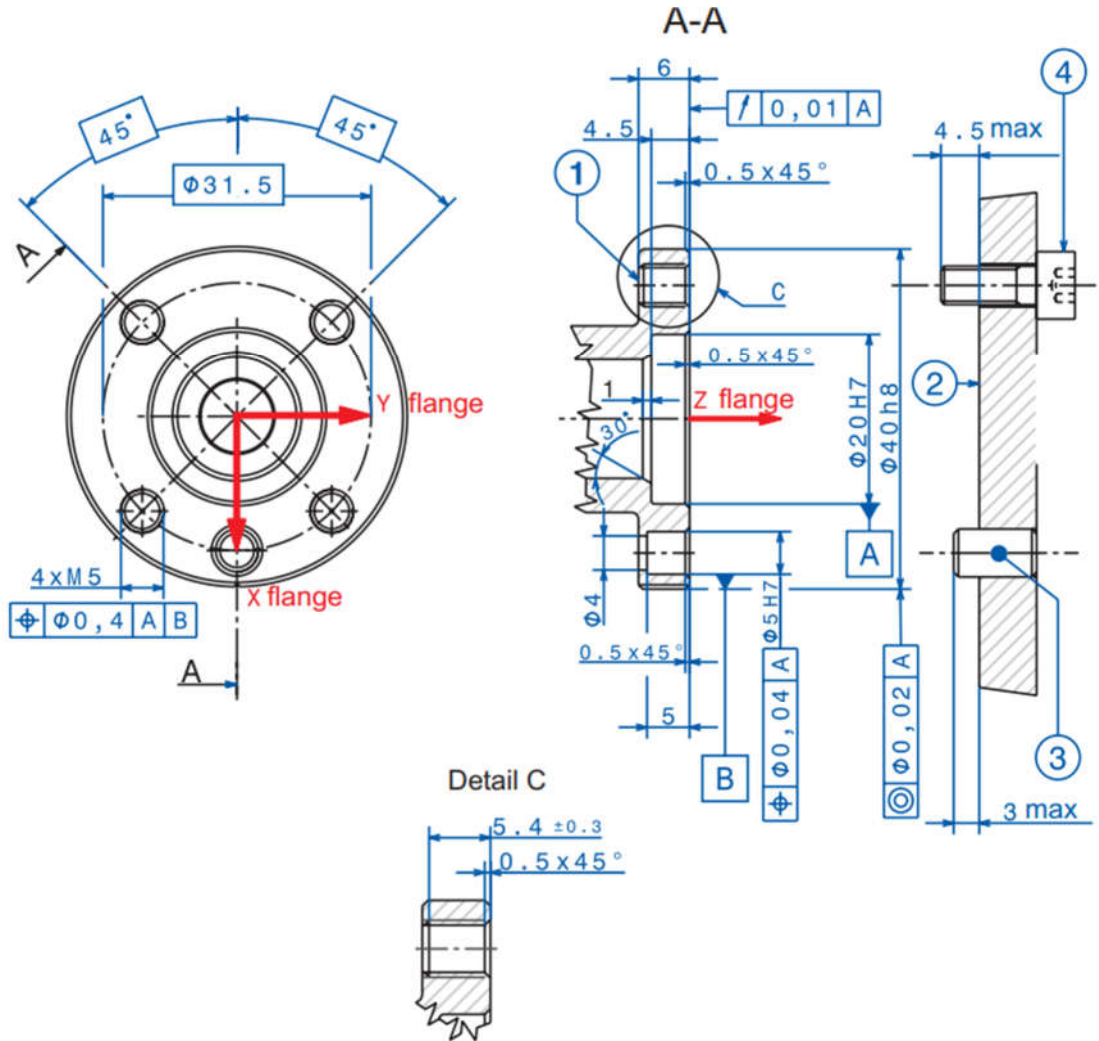 A-A
6
4
⌰ 0,01 A
45°
45°
4.5
4.5 max
Φ31.5
1
0.5x45°
A
C
Y flange
0.5x45°
1
Z flange
2
30°
Φ20H7
Φ40h8
A
4xM5
X flange
⌖ Φ0,4 A B
Φ4
Φ5H7
0.5x45°
A
5
B
⌖ Φ0,04 A
◎ Φ0,02 A
3
3 max
Detail C
5.4 ±0.3
0.5x45°